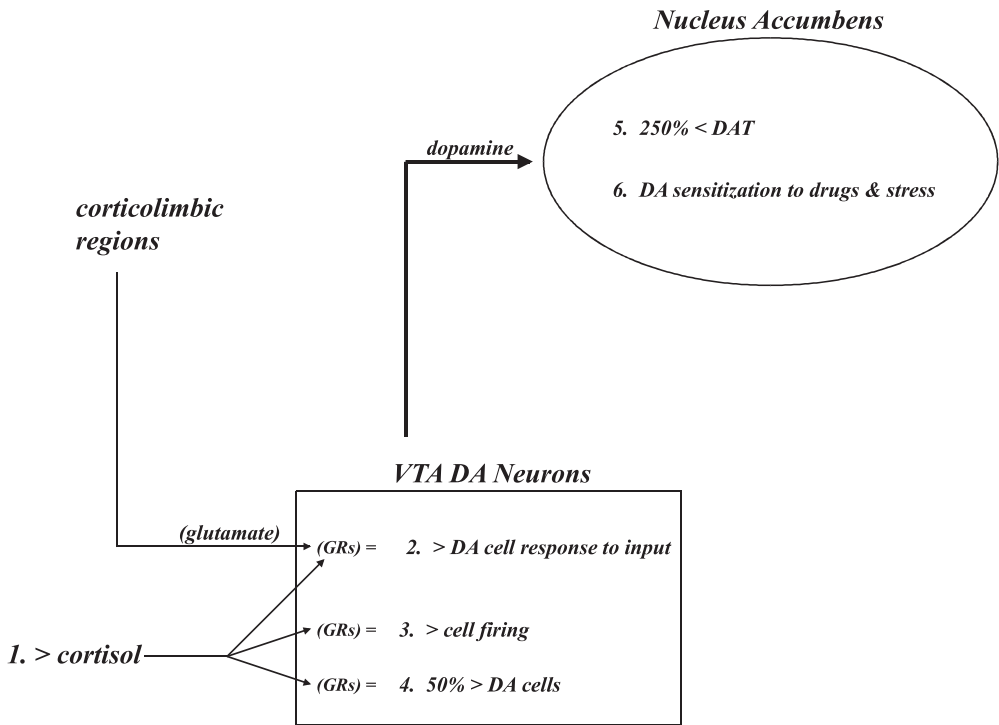 Nucleus Accumbens
5. 250% < DAT
dopamine
6. DA sensitization to drugs & stress
corticolimbic
regions
VTA DA Neurons
(glutamate)
(GRs) = 2. > DA cell response to input
(GRs) = 3. > cell firing
1. > cortisol
(GRs) = 4. 50% > DA cells